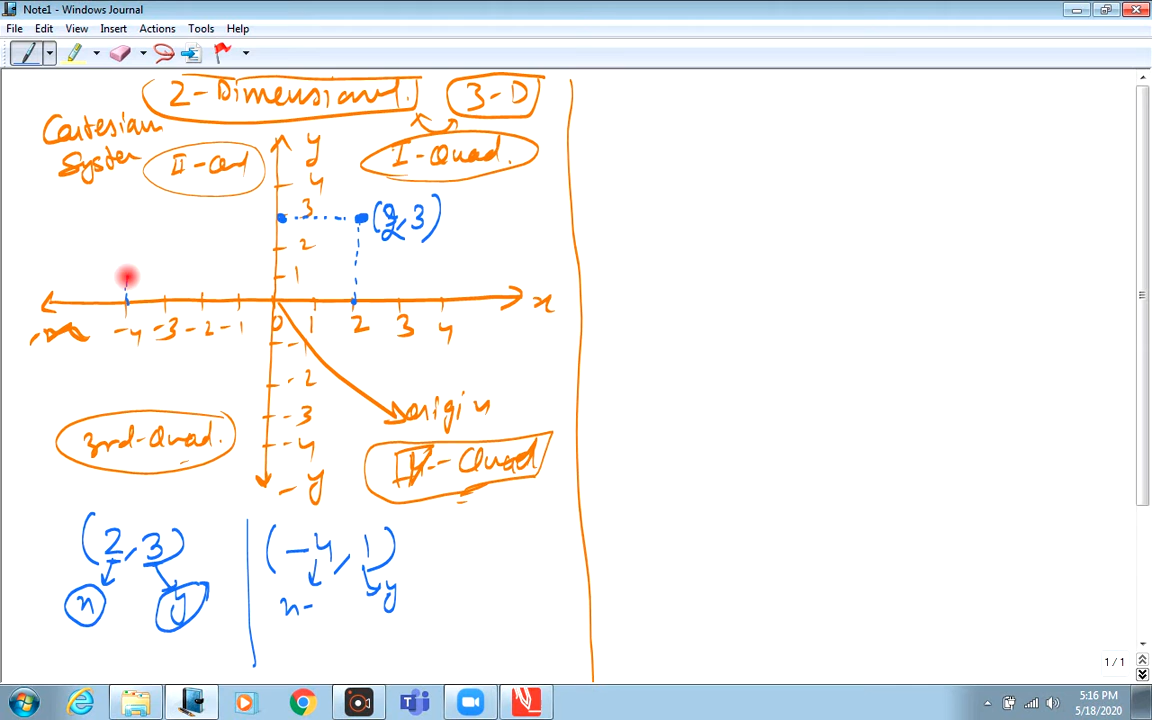 Note1 - Windows Journal
File Edit View Insert Actions Tools Help
2-Dimensional. 3-D
Cartesian
System
II-Qud
I-Quad.
y
4
3
(2,3)
2
1
x
-4 -3 -2 -1 0 1 2 3 4
-1
-2
-3
-4
-y
origin
3rd-Quad.
IV-Quad
(2,3)
x y
(-4,1)
x- y
1 / 1
5:16 PM
5/18/2020